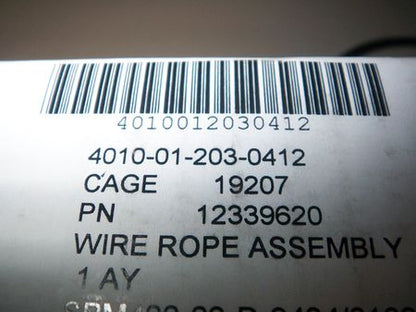 4010012030412
4010-01-203-0412
CAGE 19207
PN 12339620
WIRE ROPE ASSEMBLY
1 AY